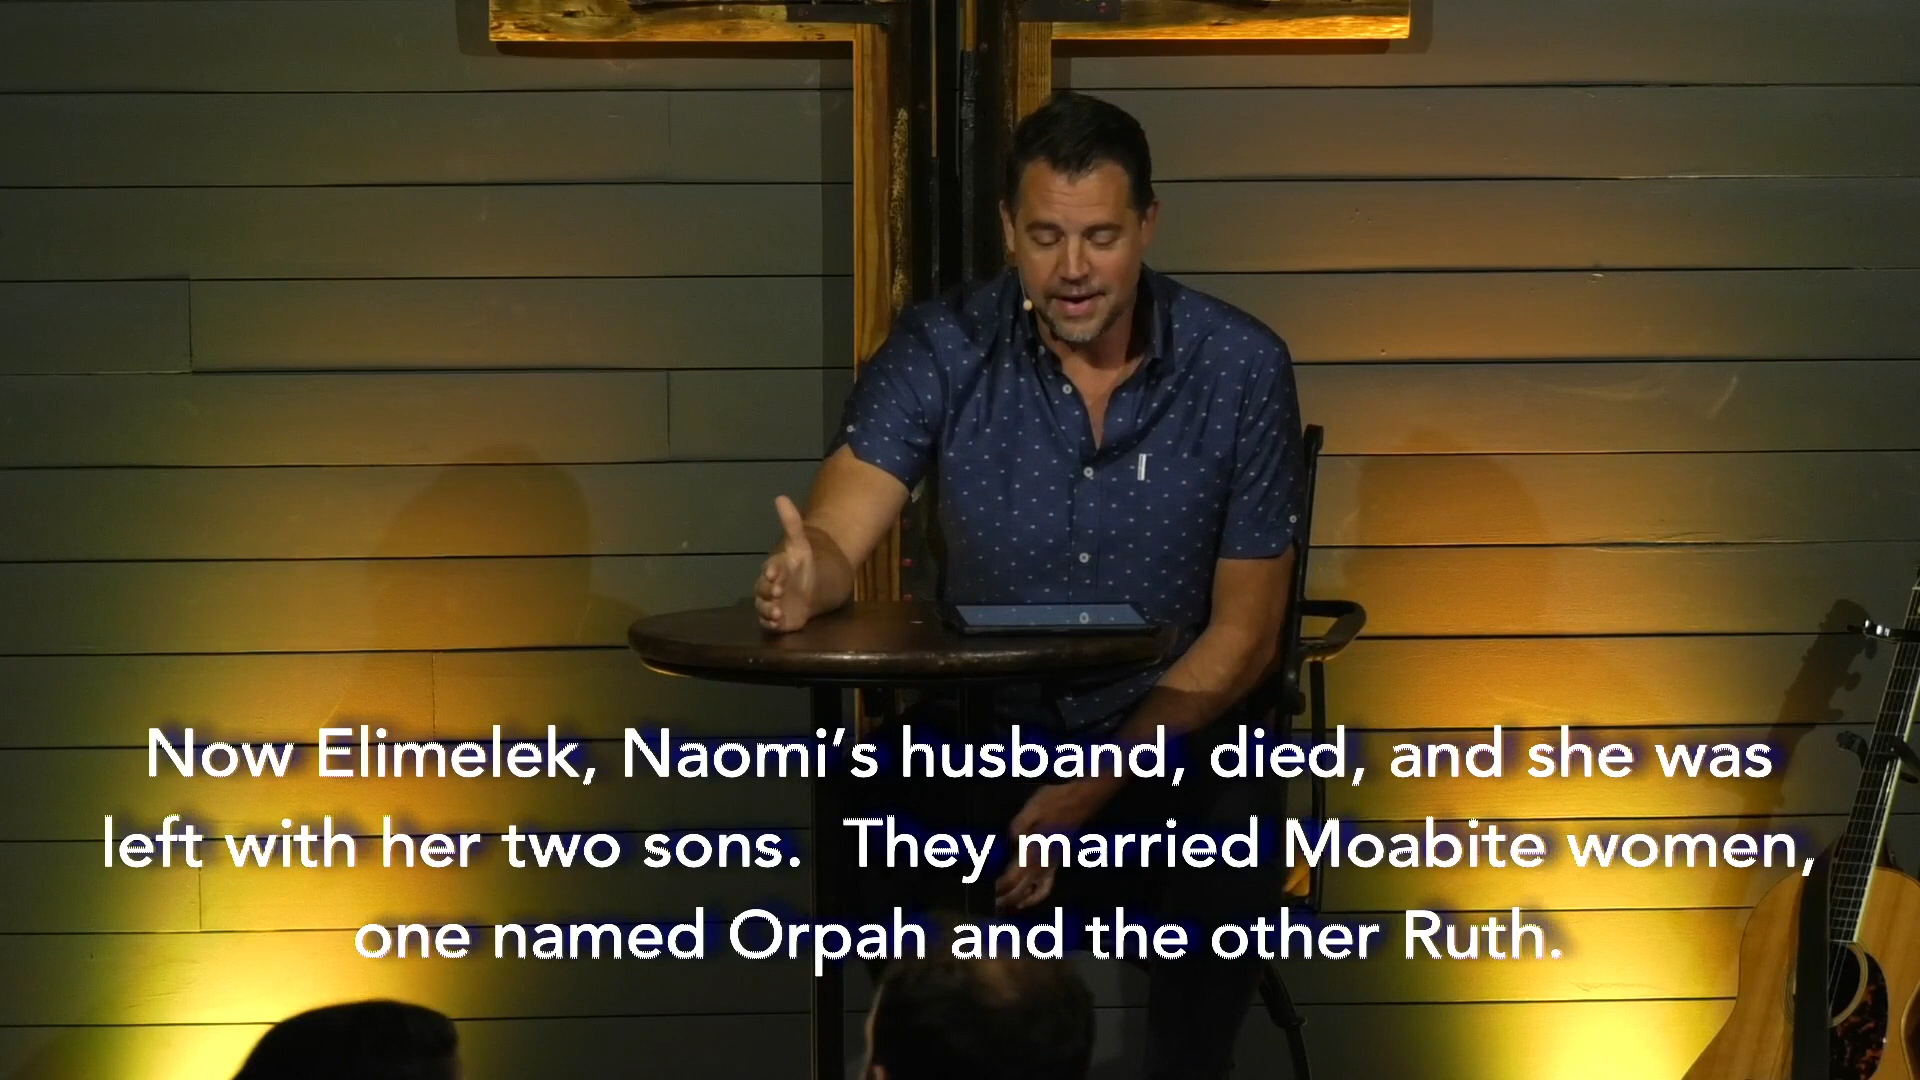 Now Elimelek, Naomi’s husband, died, and she was
left with her two sons.  They married Moabite women,
one named Orpah and the other Ruth.